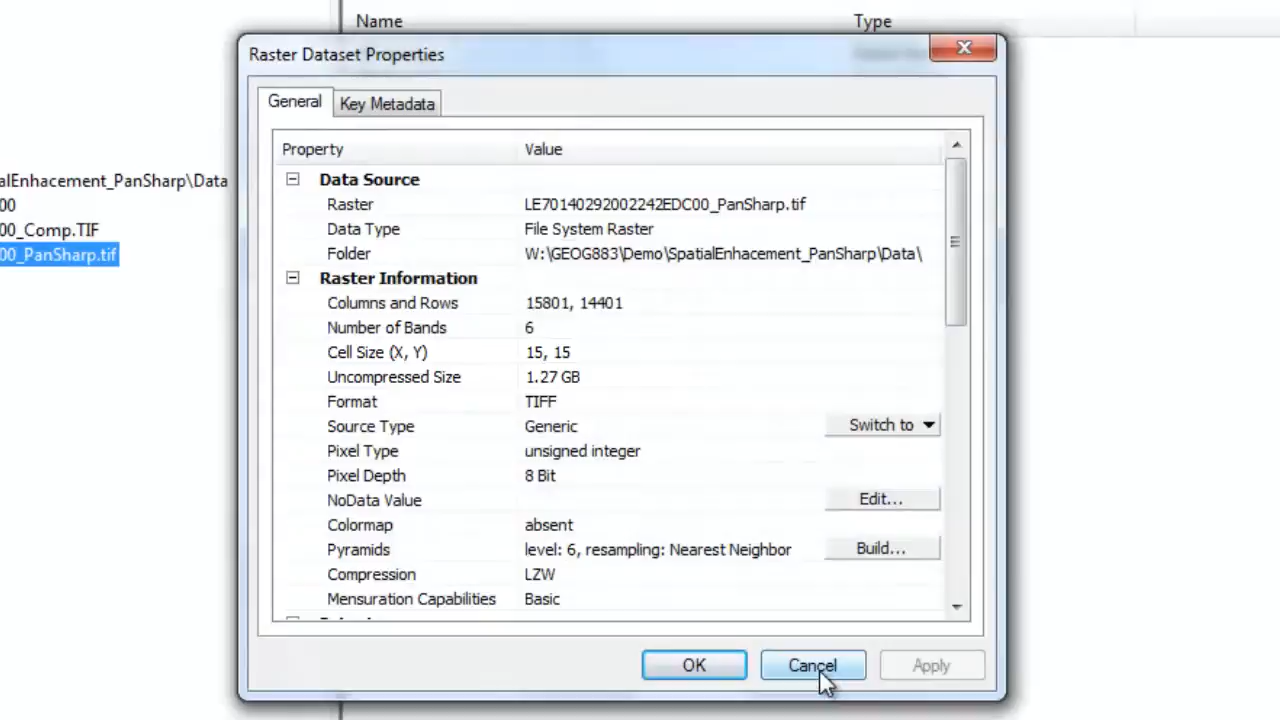 Name Type
Raster Dataset Properties
General Key Metadata
Property Value
Data Source
alEnhacement_PanSharp\Data
Raster LE70140292002242EDC00_PanSharp.tif
00
Data Type File System Raster
00_Comp.TIF
Folder W:\GEOG883\Demo\SpatialEnhacement_PanSharp\Data\
00_PanSharp.tif
Raster Information
Columns and Rows 15801, 14401
Number of Bands 6
Cell Size (X, Y) 15, 15
Uncompressed Size 1.27 GB
Format TIFF
Source Type Generic Switch to
Pixel Type unsigned integer
Pixel Depth 8 Bit
NoData Value Edit...
Colormap absent
Pyramids level: 6, resampling: Nearest Neighbor Build...
Compression LZW
Mensuration Capabilities Basic
OK Cancel Apply